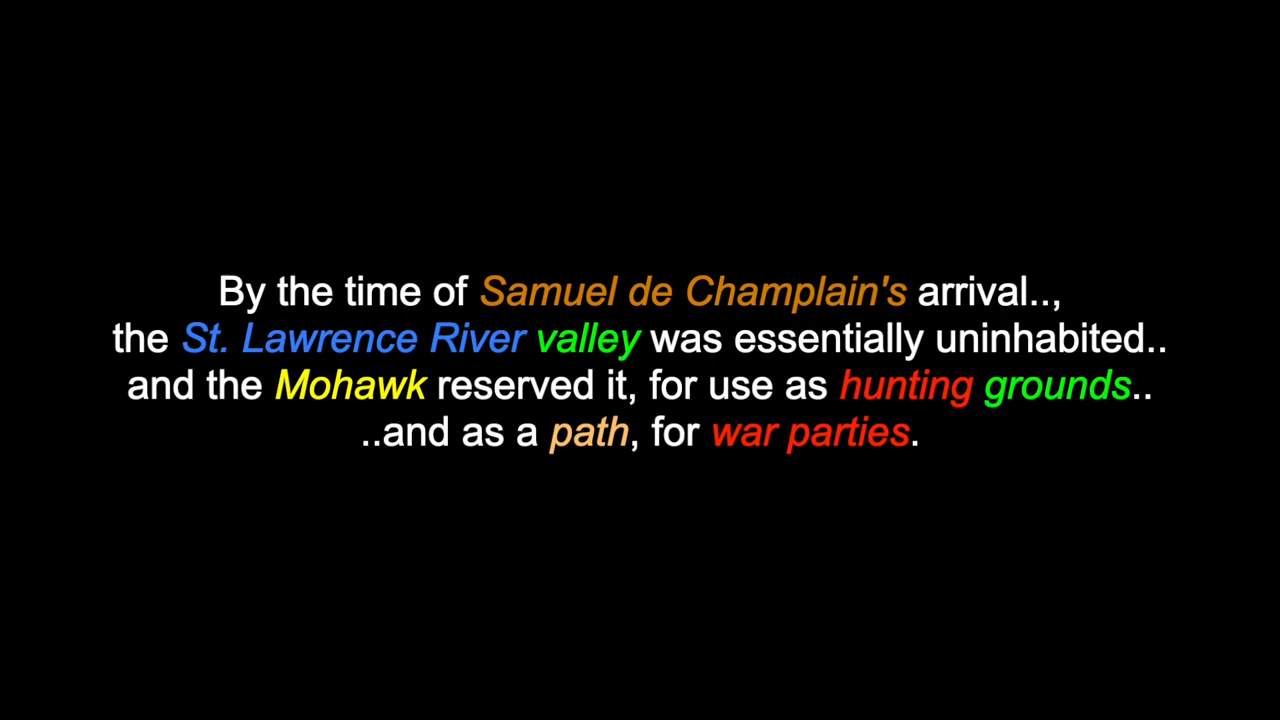 By the time of Samuel de Champlain's arrival..,
the St. Lawrence River valley was essentially uninhabited..
and the Mohawk reserved it, for use as hunting grounds..
..and as a path, for war parties.